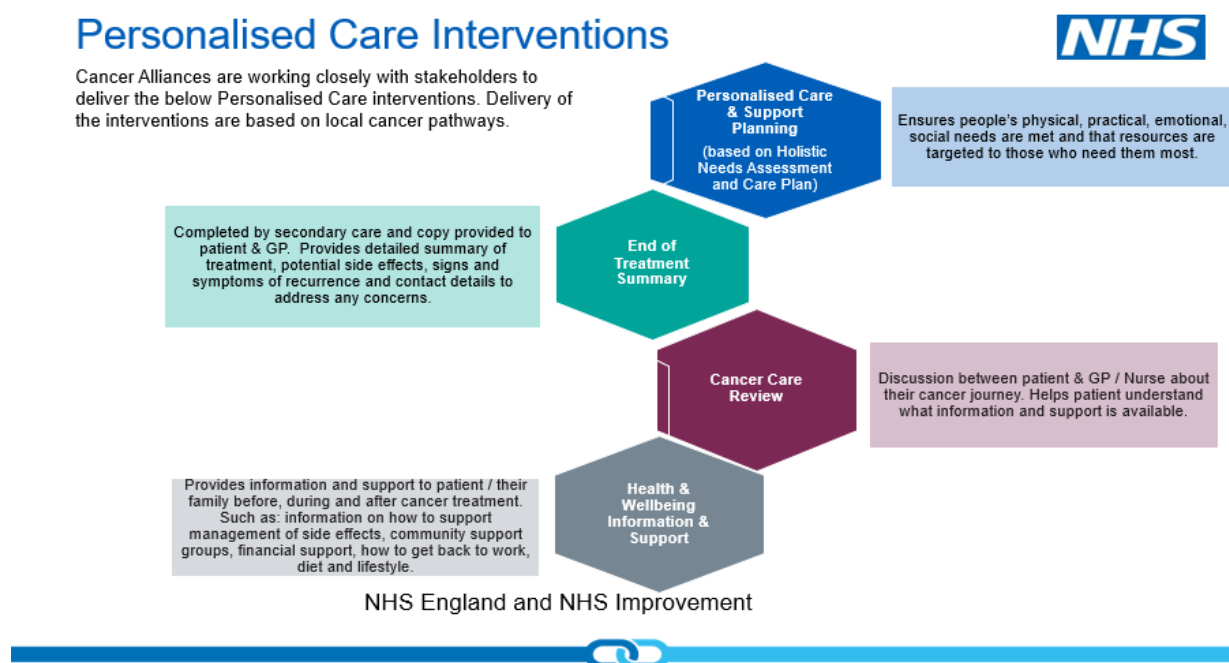 Personalised Care Interventions
NHS
Cancer Alliances are working closely with stakeholders to
deliver the below Personalised Care interventions. Delivery of
the interventions are based on local cancer pathways.
Personalised Care
& Support
Planning
(based on Holistic
Needs Assessment
and Care Plan)
Ensures people's physical, practical, emotional,
social needs are met and that resources are
targeted to those who need them most.
Completed by secondary care and copy provided to
patient & GP. Provides detailed summary of
treatment, potential side effects, signs and
symptoms of recurrence and contact details to
address any concerns.
End of
Treatment
Summary
Cancer Care
Review
Discussion between patient & GP / Nurse about
their cancer journey. Helps patient understand
what information and support is available.
Provides information and support to patient / their
family before, during and after cancer treatment.
Such as: information on how to support
management of side effects, community support
groups, financial support, how to get back to work,
diet and lifestyle.
Health &
Wellbeing
Information &
Support
NHS England and NHS Improvement